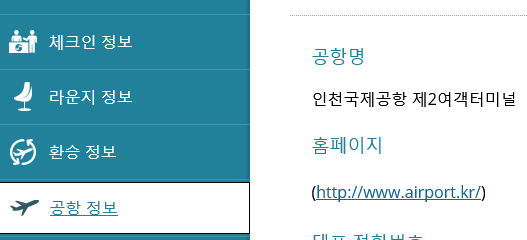 체크인 정보
라운지 정보
환승 정보
공항 정보
공항명
인천국제공항 제2여객터미널
홈페이지
(http://www.airport.kr/)